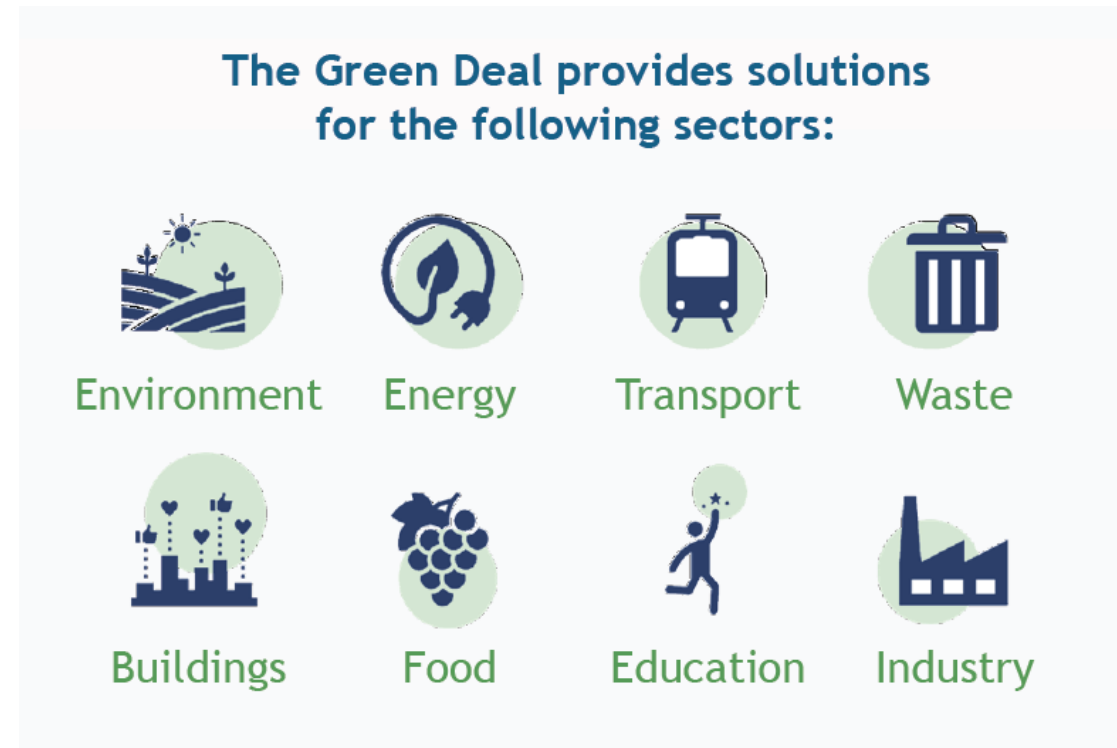 The Green Deal provides solutions
for the following sectors:
Environment
Energy
Transport
Waste
Buildings
Food
Education
Industry